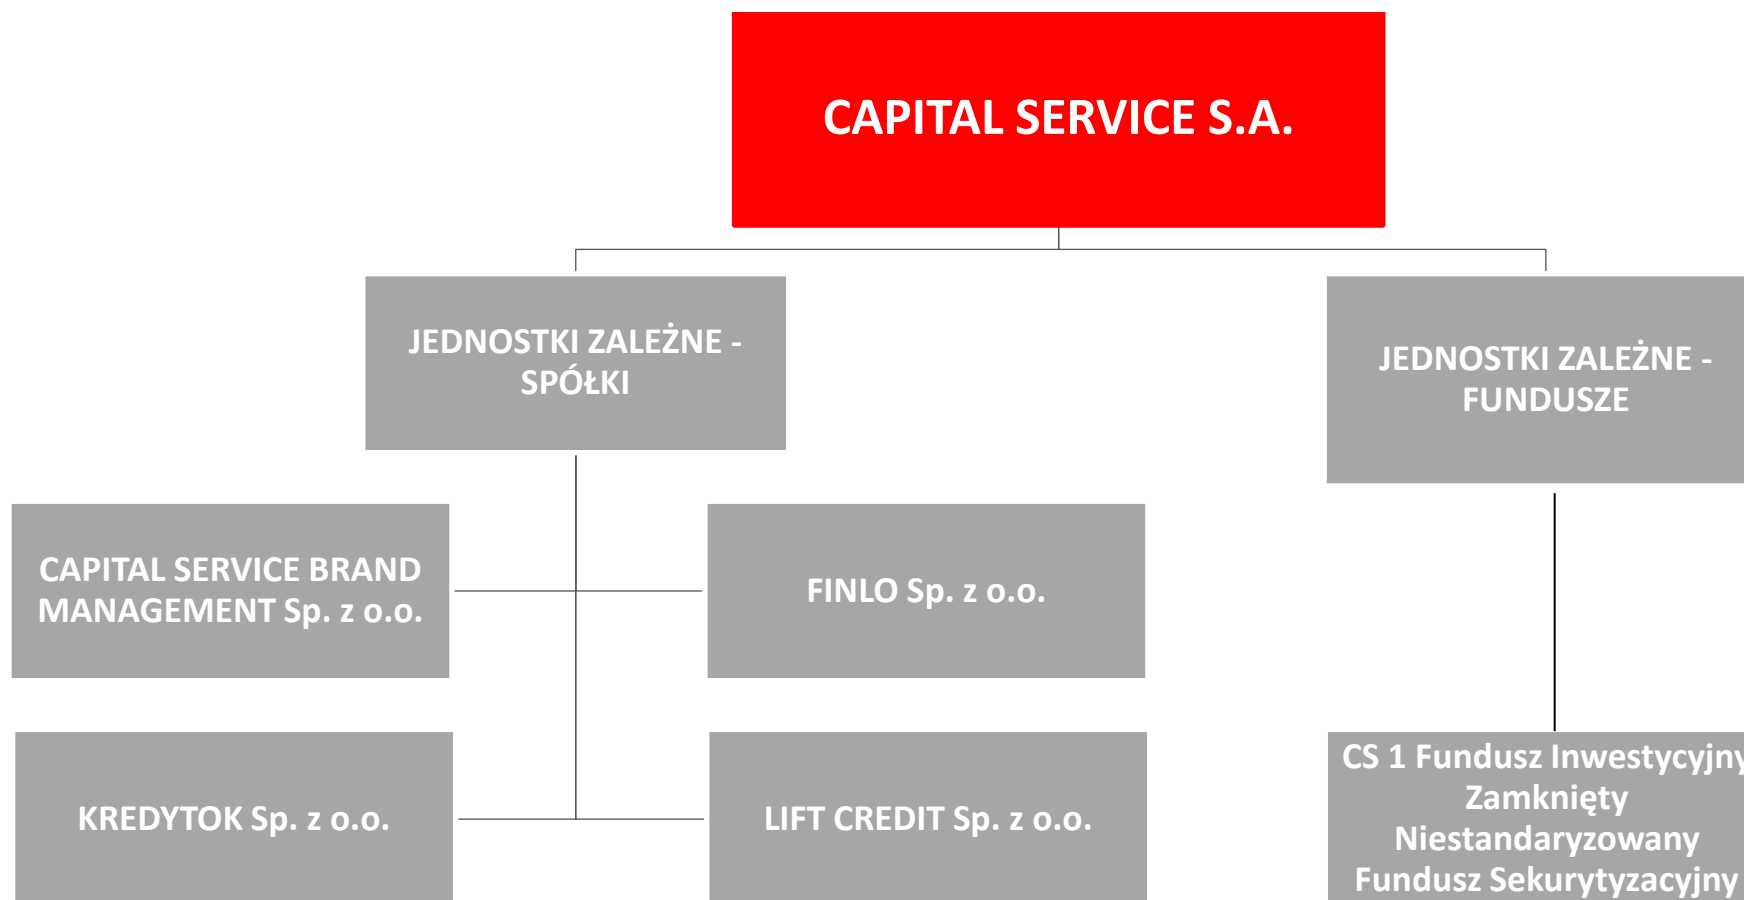 CAPITAL SERVICE S.A.
JEDNOSTKI ZALEŻNE -
SPÓŁKI
JEDNOSTKI ZALEŻNE -
FUNDUSZE
CAPITAL SERVICE BRAND
MANAGEMENT Sp. z o.o.
FINLO Sp. z o.o.
KREDYTOK Sp. z o.o.
LIFT CREDIT Sp. z o.o.
CS 1 Fundusz Inwestycyjny
Zamknięty
Niestandaryzowany
Fundusz Sekurytyzacyjny